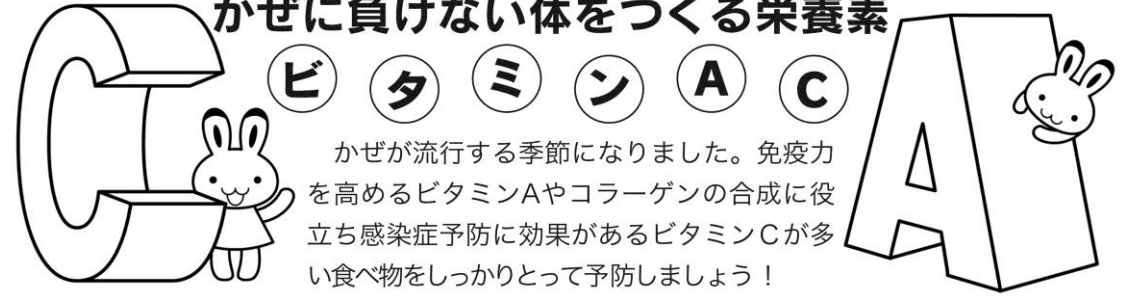 かぜに負けない体をつくる栄養素
ビタミンAC
かぜが流行する季節になりました。免疫力
を高めるビタミンAやコラーゲンの合成に役
立ち感染症予防に効果があるビタミンCが多
い食べ物をしっかりとって予防しましょう！
C
A